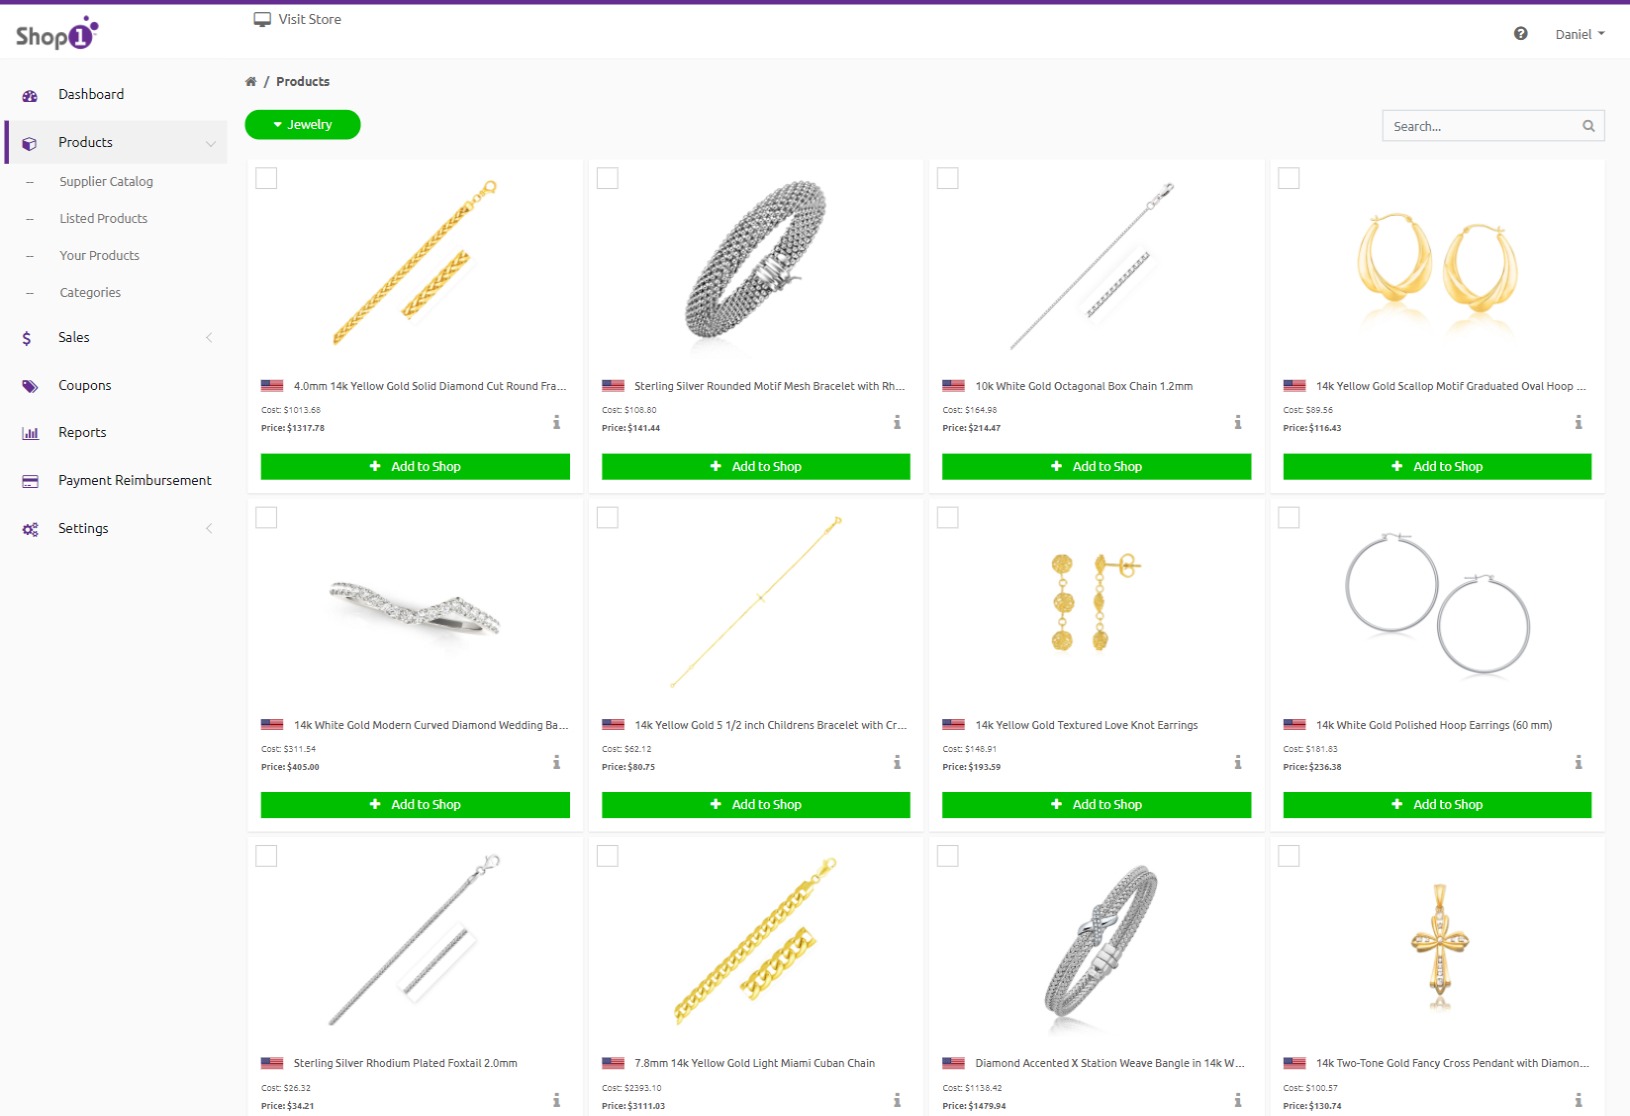 Shop1
Visit Store
Daniel
Dashboard
Products
-- Supplier Catalog
-- Listed Products
-- Your Products
-- Categories
Sales
Coupons
Reports
Payment Reimbursement
Settings
/ Products
Jewelry
Search...
4.0mm 14k Yellow Gold Solid Diamond Cut Round Fra...
Cost: $1013.68
Price: $1317.78
Add to Shop
Sterling Silver Rounded Motif Mesh Bracelet with Rh...
Cost: $108.80
Price: $141.44
Add to Shop
10k White Gold Octagonal Box Chain 1.2mm
Cost: $164.98
Price: $214.47
Add to Shop
14k Yellow Gold Scallop Motif Graduated Oval Hoop ...
Cost: $89.56
Price: $116.43
Add to Shop
14k White Gold Modern Curved Diamond Wedding Ba...
Cost: $311.54
Price: $405.00
Add to Shop
14k Yellow Gold 5 1/2 inch Childrens Bracelet with Cr...
Cost: $62.12
Price: $80.75
Add to Shop
14k Yellow Gold Textured Love Knot Earrings
Cost: $148.91
Price: $193.59
Add to Shop
14k White Gold Polished Hoop Earrings (60 mm)
Cost: $181.83
Price: $236.38
Add to Shop
Sterling Silver Rhodium Plated Foxtail 2.0mm
Cost: $26.32
Price: $34.21
7.8mm 14k Yellow Gold Light Miami Cuban Chain
Cost: $2393.10
Price: $3111.03
Diamond Accented X Station Weave Bangle in 14k W...
Cost: $1138.42
Price: $1479.94
14k Two-Tone Gold Fancy Cross Pendant with Diamon...
Cost: $100.57
Price: $130.74